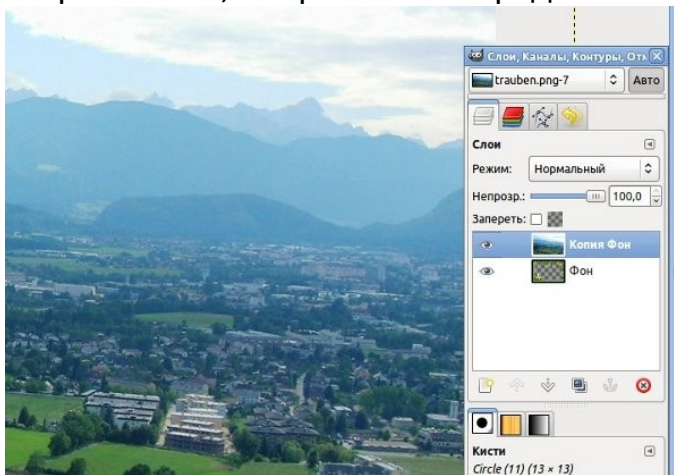 Слои, Каналы, Контуры, От
trauben.png-7
Авто
Слои
Режим: Нормальный
Непрозр.: 100,0
Запереть:
Копия Фон
Фон
Кисти
Circle (11) (13 × 13)